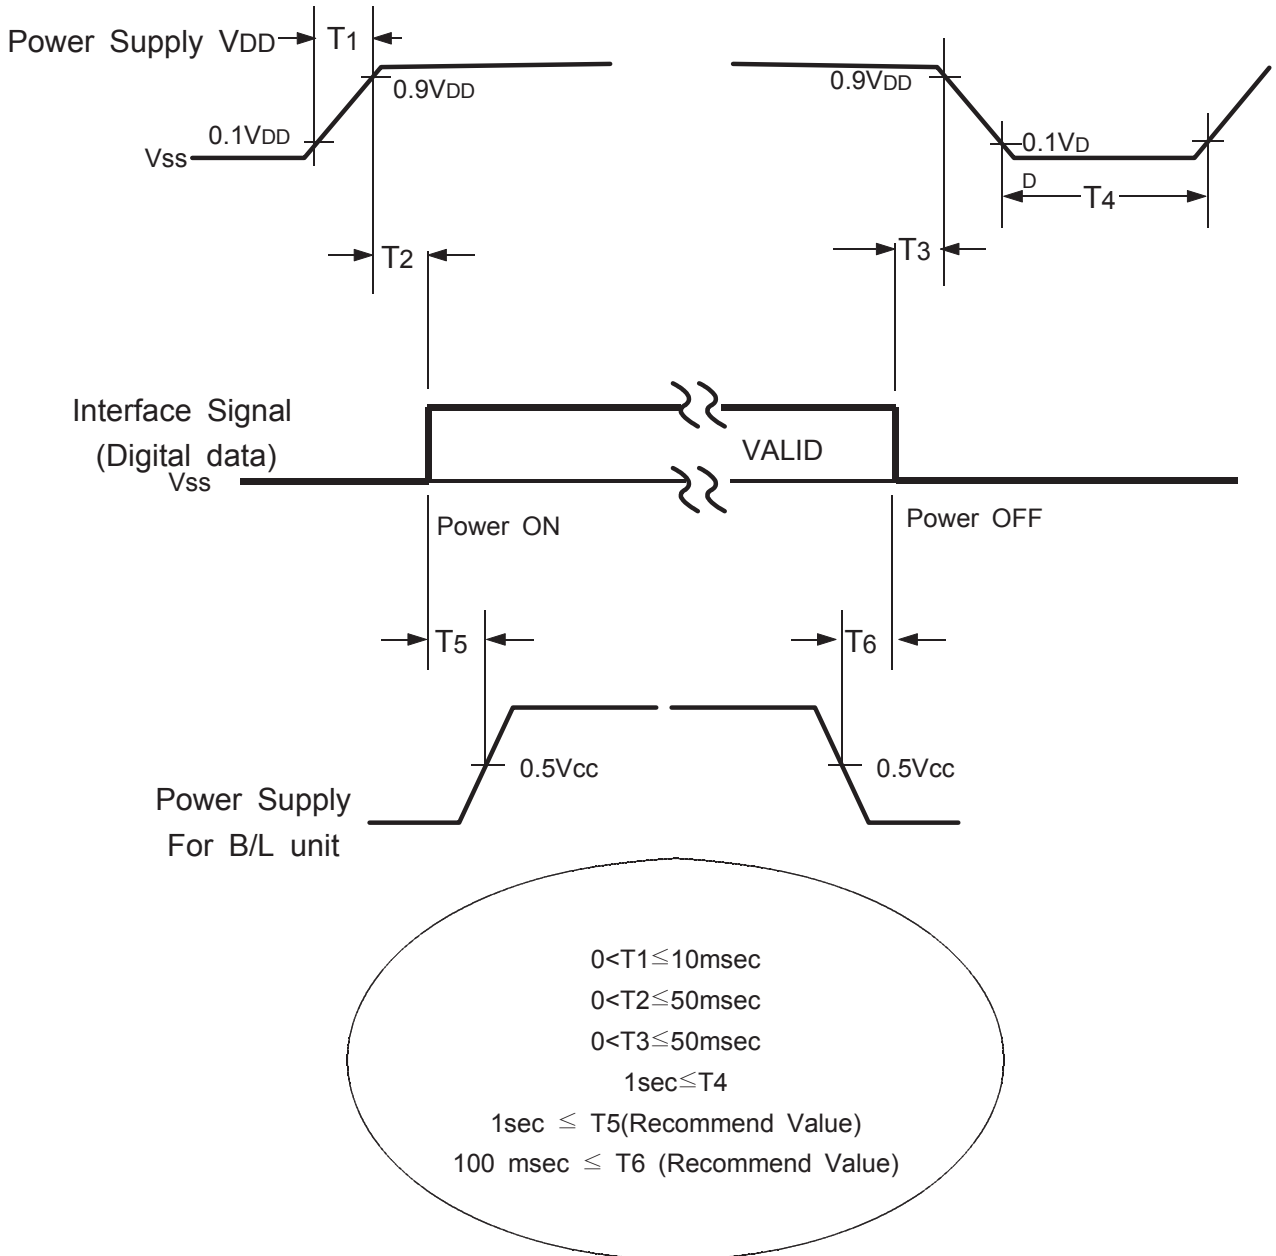 Power Supply VDD
T1
0.9VDD
0.9VDD
0.1VDD
0.1VD
D
Vss
T4
T2
T3
Interface Signal
(Digital data)
VALID
Vss
Power ON
Power OFF
T5
T6
0.5Vcc
0.5Vcc
Power Supply
For B/L unit
0<T1≦10msec
0<T2≦50msec
0<T3≦50msec
1sec≦T4
1sec ≦ T5(Recommend Value)
100 msec ≦ T6 (Recommend Value)